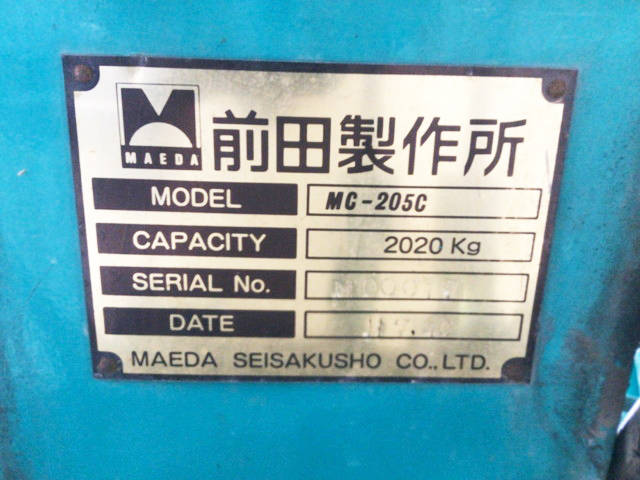 MAEDA
前田製作所
MODEL MC-205C
CAPACITY 2020 Kg
SERIAL No.
DATE
MAEDA SEISAKUSHO CO.,LTD.